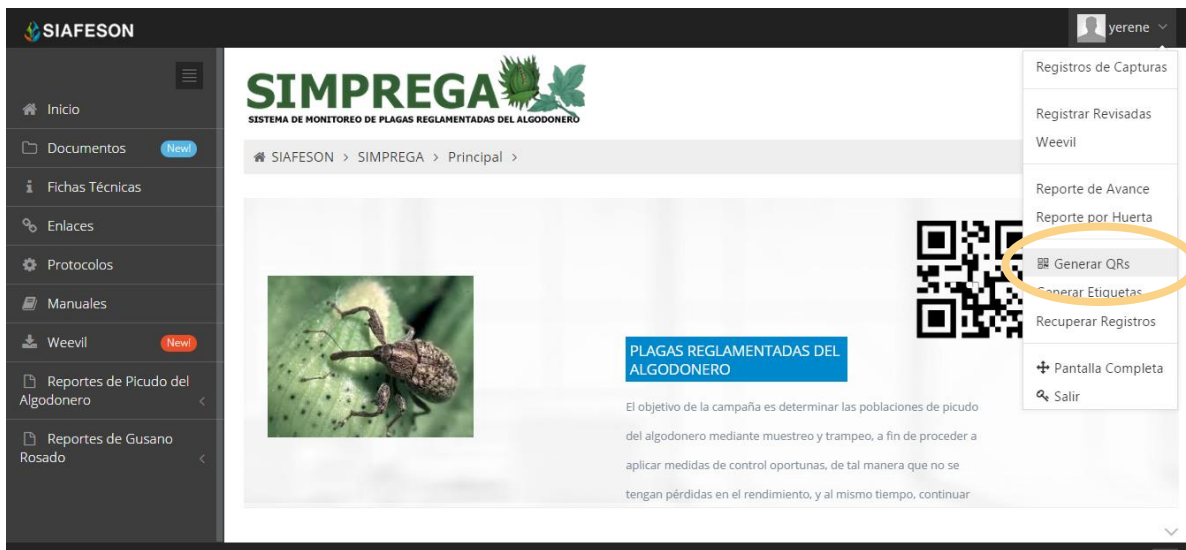 SIAFESON
yerene
Inicio
Documentos New!
Fichas Técnicas
Enlaces
Protocolos
Manuales
Weevil New!
Reportes de Picudo del
Algodonero
Reportes de Gusano
Rosado
SIMPREGA
SISTEMA DE MONITOREO DE PLAGAS REGLAMENTADAS DEL ALGODONERO
SIAFESON > SIMPREGA > Principal >
PLAGAS REGLAMENTADAS DEL
ALGODONERO
El objetivo de la campaña es determinar las poblaciones de picudo
del algodonero mediante muestreo y trampeo, a fin de proceder a
aplicar medidas de control oportunas, de tal manera que no se
tengan pérdidas en el rendimiento, y al mismo tiempo, continuar
Registros de Capturas
Registrar Revisadas
Weevil
Reporte de Avance
Reporte por Huerta
Generar QRs
Generar Etiquetas
Recuperar Registros
Pantalla Completa
Salir